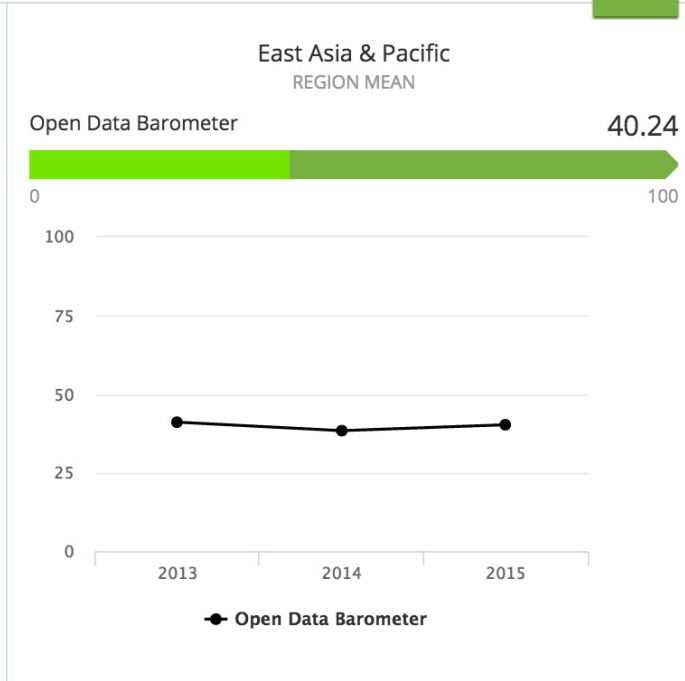 East Asia & Pacific
REGION MEAN
Open Data Barometer 40.24
0 100
100
75
50
25
0
2013 2014 2015
Open Data Barometer